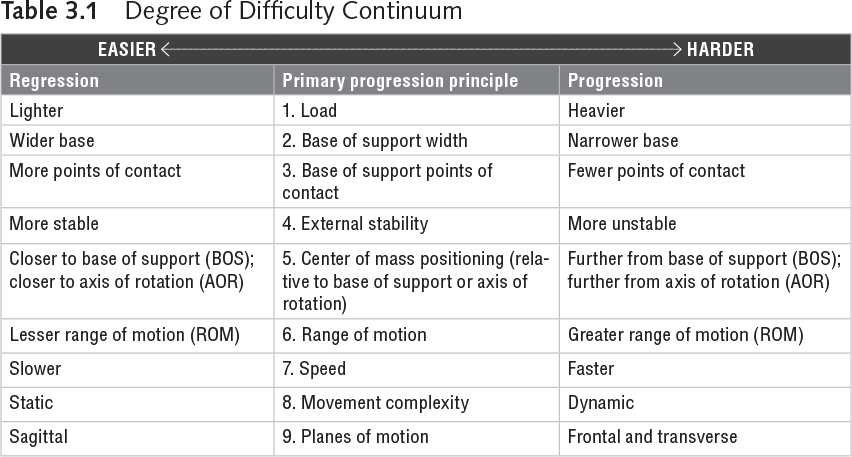 Table 3.1 Degree of Difficulty Continuum
EASIER HARDER
Regression Primary progression principle Progression
Lighter 1. Load Heavier
Wider base 2. Base of support width Narrower base
More points of contact 3. Base of support points of contact Fewer points of contact
More stable 4. External stability More unstable
Closer to base of support (BOS); 5. Center of mass positioning (rela- Further from base of support (BOS);
closer to axis of rotation (AOR) tive to base of support or axis of further from axis of rotation (AOR)
rotation)
Lesser range of motion (ROM) 6. Range of motion Greater range of motion (ROM)
Slower 7. Speed Faster
Static 8. Movement complexity Dynamic
Sagittal 9. Planes of motion Frontal and transverse